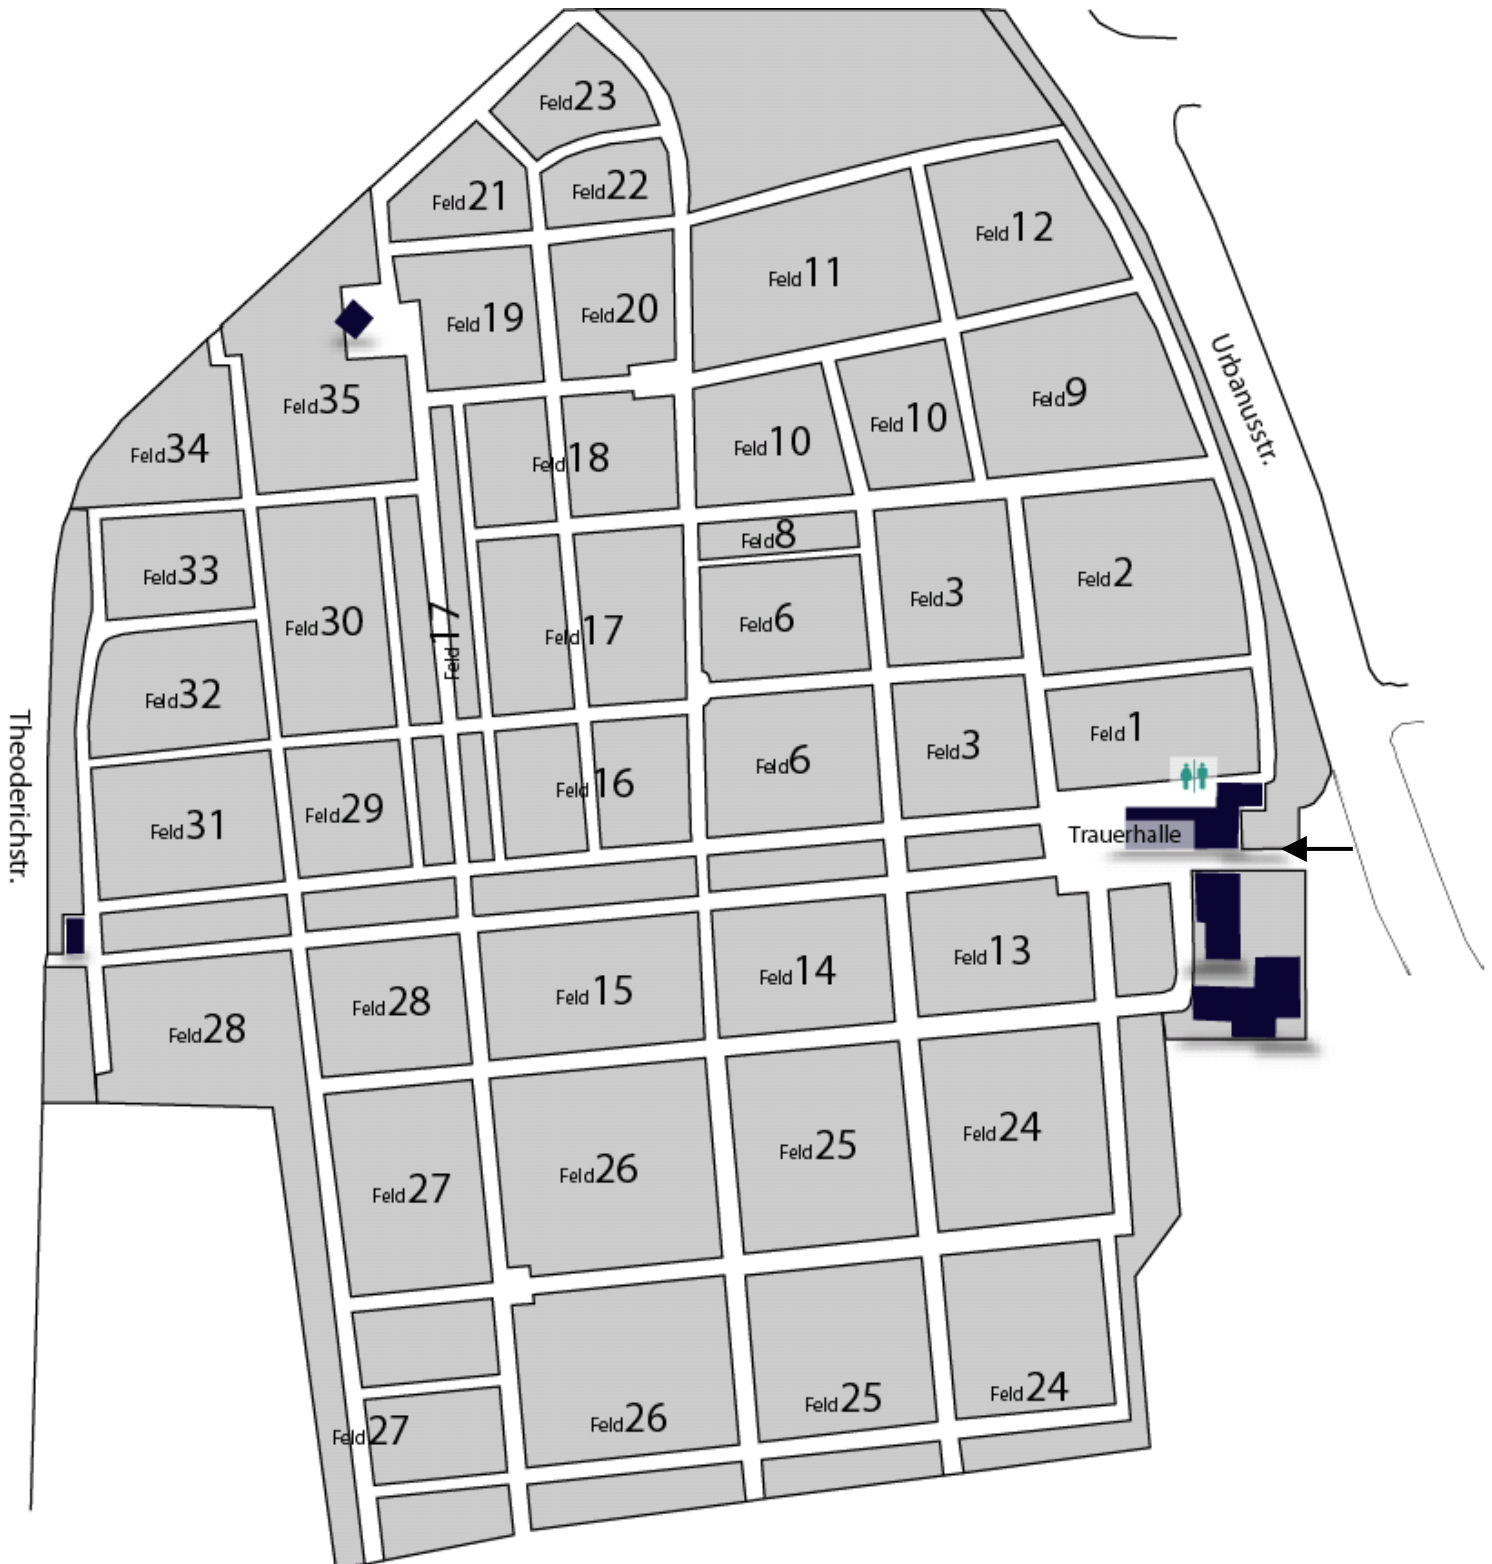 Feld 23
Feld 21
Feld 22
Feld 12
Feld 11
Feld 19
Feld 20
Urbanusstr.
Feld 35
Feld 9
Feld 10
Feld 10
Feld 34
Feld 18
Feld 8
Feld 33
Feld 2
Feld 3
Feld 30
Feld 17
Feld 17
Feld 6
Feld 32
Theoderichstr.
Feld 1
Feld 3
Feld 6
Feld 16
Feld 29
Feld 31
Trauerhalle
Feld 13
Feld 14
Feld 15
Feld 28
Feld 28
Feld 24
Feld 25
Feld 26
Feld 27
Feld 24
Feld 25
Feld 26
Feld 27